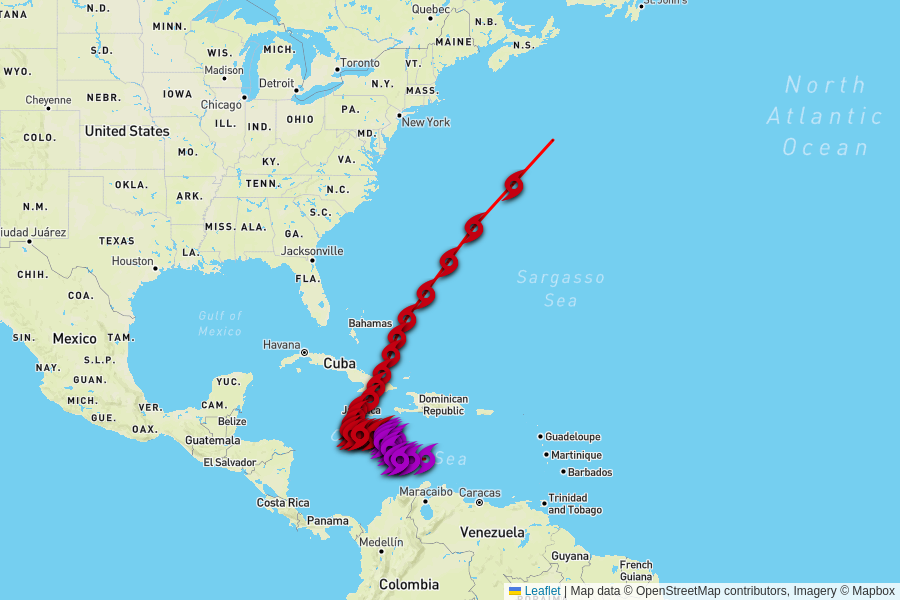 St. John's
Quebec
N.D.
TANA
N.B.
MINN.
MAINE
N.S.
MICH.
S.D.
WIS.
Toronto
VT.
Madison
WYO.
Detroit
N.Y.
North
Atlantic
Ocean
MASS.
IOWA
NEBR.
Cheyenne
Chicago
PA.
OHIO
New York
ILL.
IND.
United States
COLO.
MD.
MO.
KY.
VA.
TENN.
OKLA.
N.C.
ARK.
N.M.
S.C.
MISS.
ALA.
GA.
iudad Juárez
TEXAS
LA.
Jacksonville
Houston
CHIH.
FLA.
Sargasso
Sea
COA.
Gulf of
Mexico
Bahamas
SIN.
Mexico
TAM.
Havana
S.L.P.
Cuba
NAY.
GUAN.
YUC.
MICH.
VER.
CAM.
Dominican
Republic
GUE.
Belize
OAX.
Guatemala
Guadeloupe
El Salvador
Sea
Martinique
Barbados
Maracaibo
Caracas
Costa Rica
Trinidad
and Tobago
Panama
Venezuela
Medellín
Guyana
French
Guiana
Colombia
Leaflet | Map data © OpenStreetMap contributors, Imagery © Mapbox